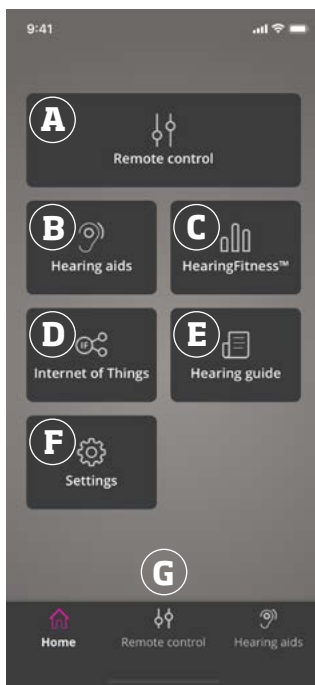 9:41
A
Remote control
B
C
Hearing aids
HearingFitness™
D
E
IF
Internet of Things
Hearing guide
F
Settings
G
Home Remote control Hearing aids